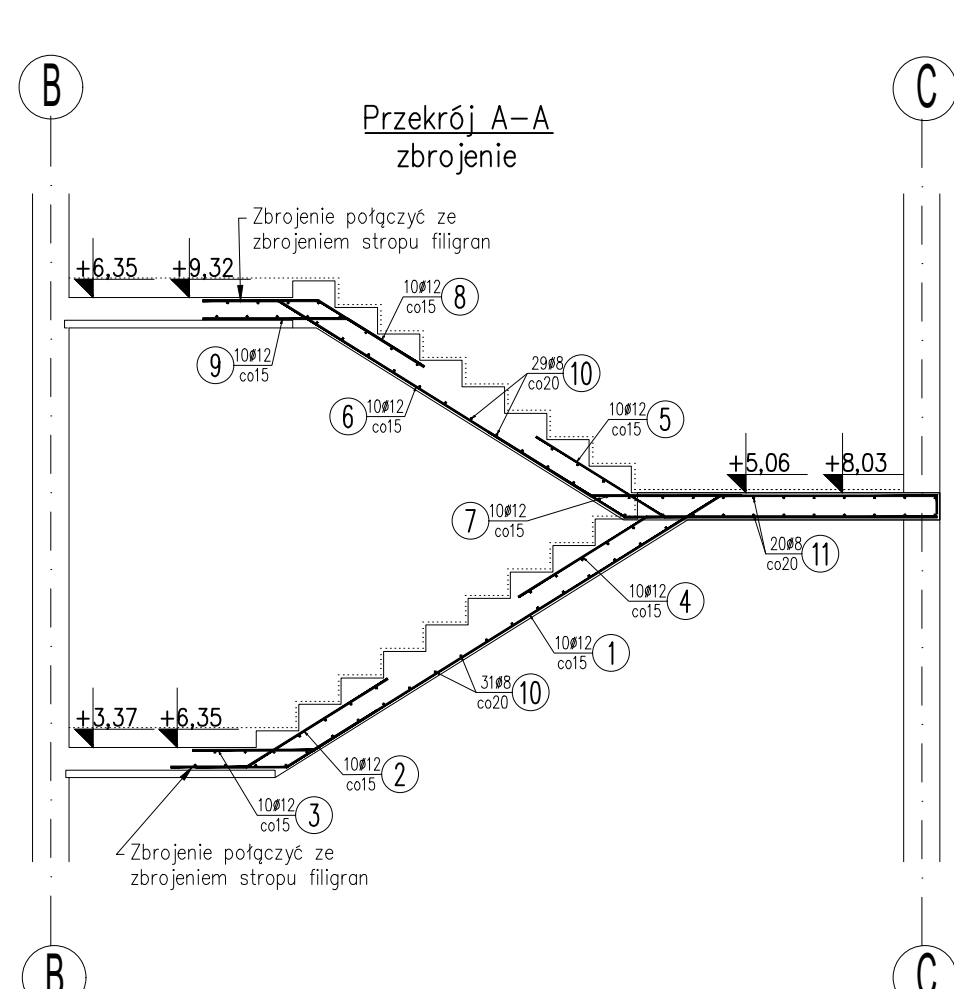 B
C
Przekrój A-A
zbrojenie
Zbrojenie połączyć ze
zbrojeniem stropu filigran
+6,35
+9,32
10ø12
co15
8
9
10ø12
co15
29ø8
co20
10
6
10ø12
co15
10ø12
co15
5
+5,06
+8,03
7
10ø12
co15
20ø8
co20
11
10ø12
co15
4
10ø12
co15
1
31ø8
co20
10
+3,37
+6,35
10ø12
co15
2
10ø12
co15
3
Zbrojenie połączyć ze
zbrojeniem stropu filigran
B
C